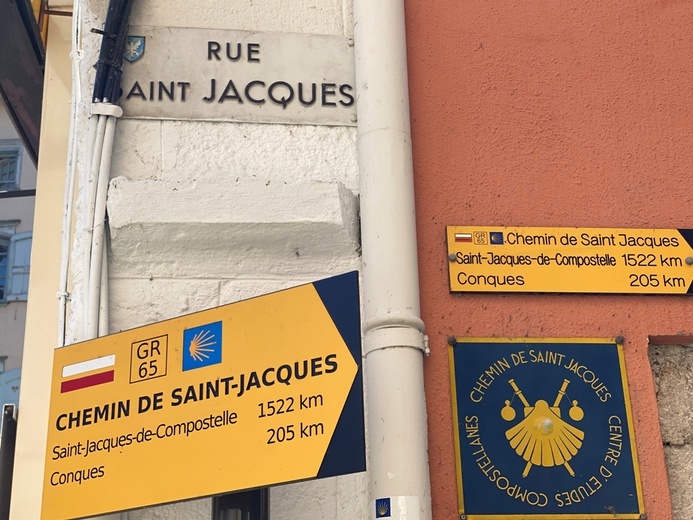 RUE
SAINT JACQUES
GR
65
CHEMIN DE SAINT-JACQUES
Saint-Jacques-de-Compostelle 1522 km
Conques 205 km
GR
65
Chemin de Saint Jacques
Saint-Jacques-de-Compostelle 1522 km
Conques 205 km
CHEMIN DE SAINT JACQUES
CENTRE D'ETUDES COMPOSTELLANES